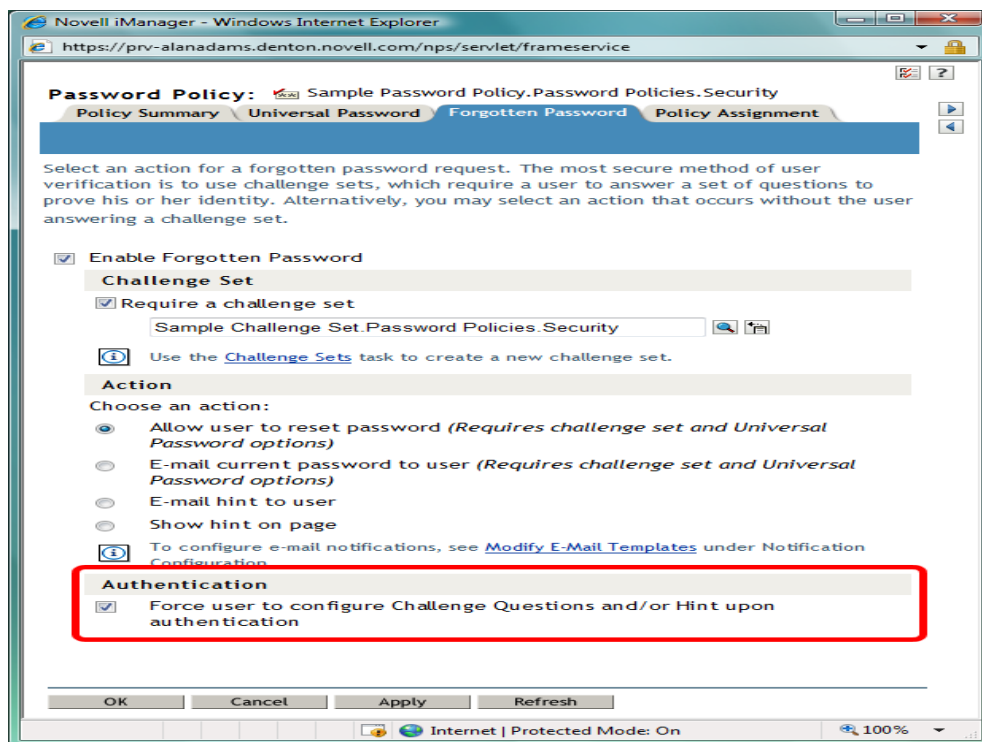 Novell iManager - Windows Internet Explorer
https://prv-alanadams.denton.novell.com/nps/servlet/frameservice
Password Policy: Sample Password Policy.Password Policies.Security
Policy Summary Universal Password Forgotten Password Policy Assignment
Select an action for a forgotten password request. The most secure method of user
verification is to use challenge sets, which require a user to answer a set of questions to
prove his or her identity. Alternatively, you may select an action that occurs without the user
answering a challenge set.
Enable Forgotten Password
Challenge Set
Require a challenge set
Sample Challenge Set.Password Policies.Security
Use the Challenge Sets task to create a new challenge set.
Action
Choose an action:
Allow user to reset password (Requires challenge set and Universal
Password options)
E-mail current password to user (Requires challenge set and Universal
Password options)
E-mail hint to user
Show hint on page
To configure e-mail notifications, see Modify E-Mail Templates under Notification
Configuration
Authentication
Force user to configure Challenge Questions and/or Hint upon
authentication
OK Cancel Apply Refresh
Internet | Protected Mode: On 100%